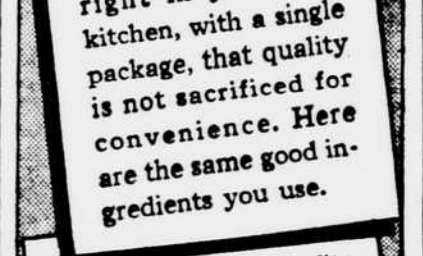 right
kitchen, with a single
package, that quality
is not sacrificed for
convenience. Here
are the same good in-
gredients you use.